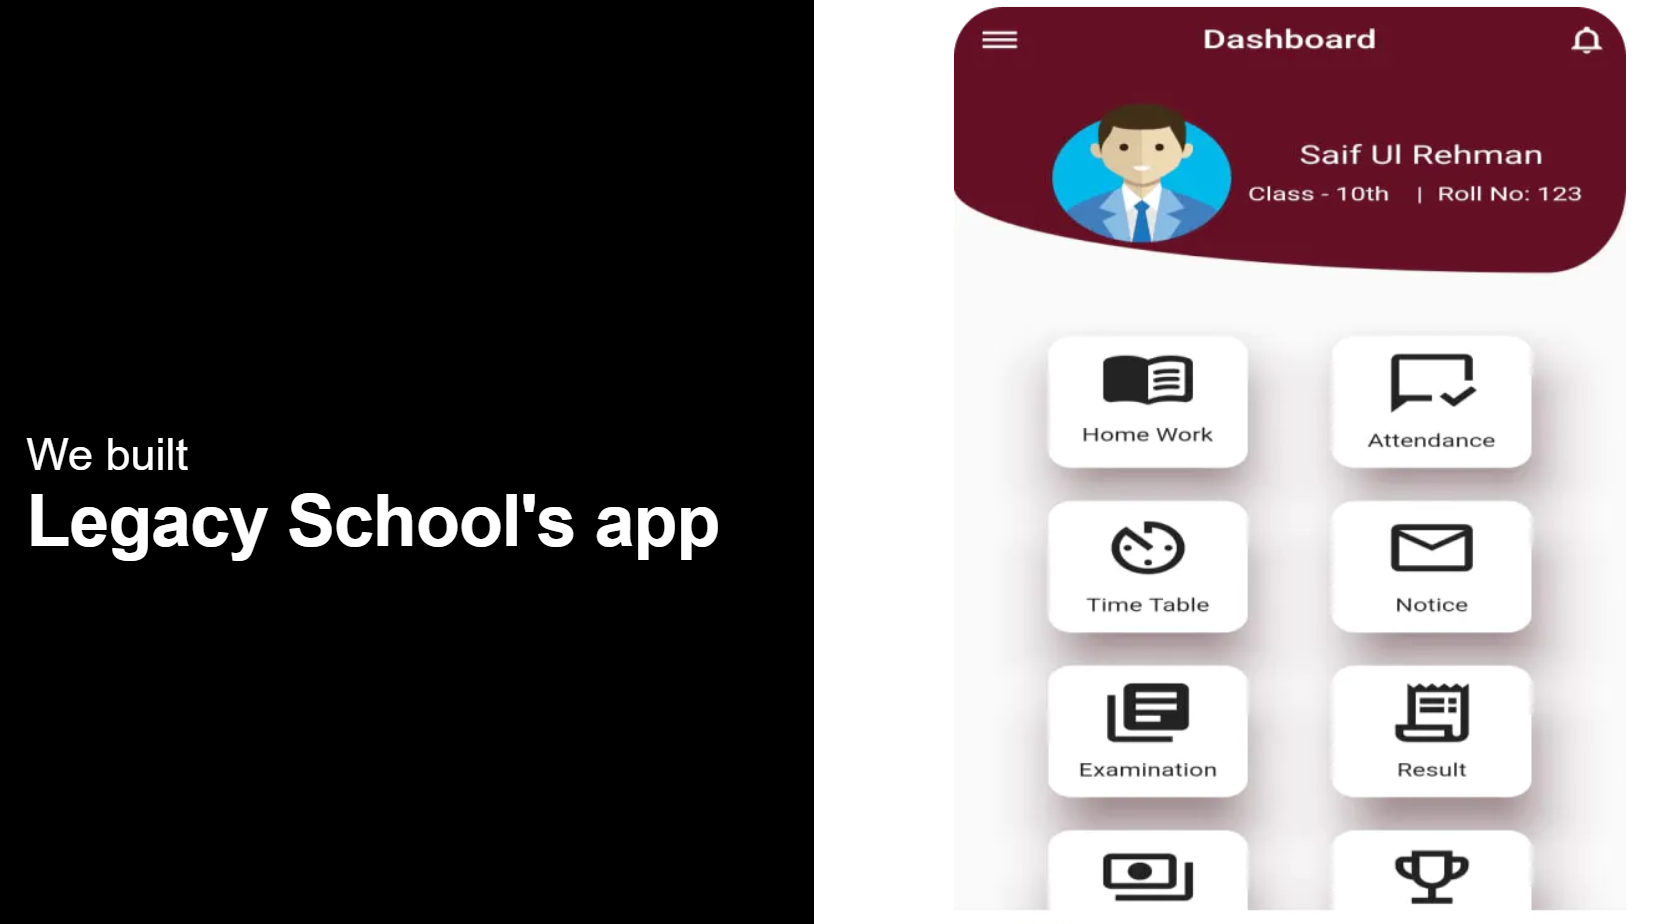 We built
Legacy School's app
Dashboard
Saif Ul Rehman
Class - 10th | Roll No: 123
Home Work
Attendance
Time Table
Notice
Examination
Result